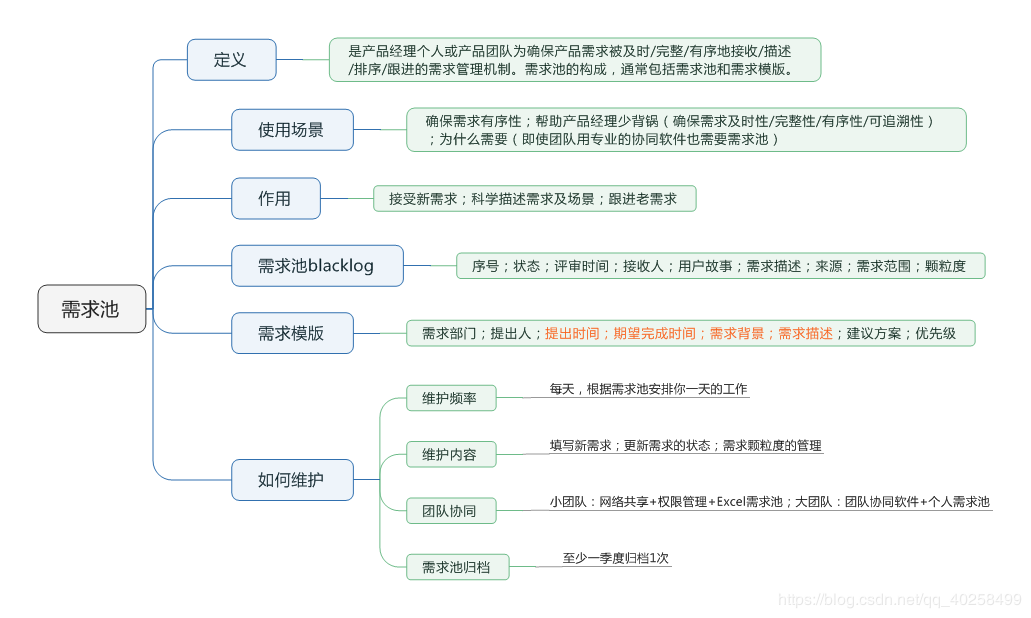 需求池
定义
是产品经理个人或产品团队为确保产品需求被及时/完整/有序地接收/描述
/排序/跟进的需求管理机制。需求池的构成，通常包括需求池和需求模版。
使用场景
确保需求有序性；帮助产品经理少背锅（确保需求及时性/完整性/有序性/可追溯性）
；为什么需要（即使团队用专业的协同软件也需要需求池）
作用
接受新需求；科学描述需求及场景；跟进老需求
需求池blacklog
序号；状态；评审时间；接收人；用户故事；需求描述；来源；需求范围；颗粒度
需求模版
需求部门；提出人；提出时间；期望完成时间；需求背景；需求描述；建议方案；优先级
如何维护
维护频率
每天，根据需求池安排你一天的工作
维护内容
填写新需求；更新需求的状态；需求颗粒度的管理
团队协同
小团队：网络共享+权限管理+Excel需求池；大团队：团队协同软件+个人需求池
需求池归档
至少一季度归档1次
https://blog.csdn.net/qq_40258499